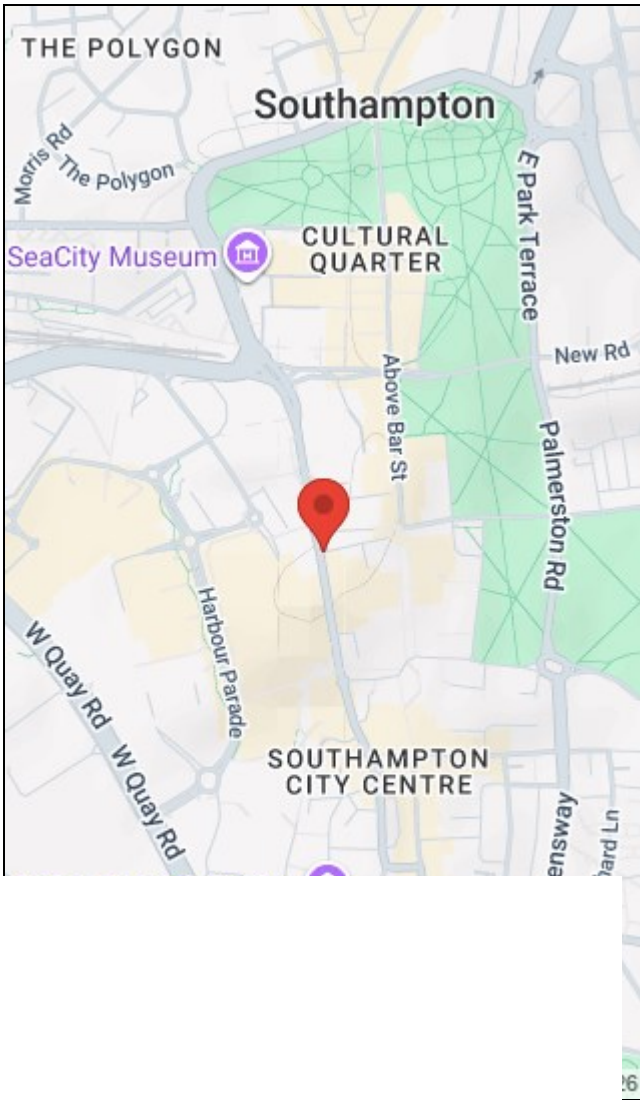 THE POLYGON
Southampton
Morris Rd
The Polygon
E Park Terrace
SeaCity Museum
CULTURAL
QUARTER
New Rd
Above Bar St
Palmerston Rd
Harbour Parade
W Quay Rd
W Quay Rd
SOUTHAMPTON
CITY CENTRE